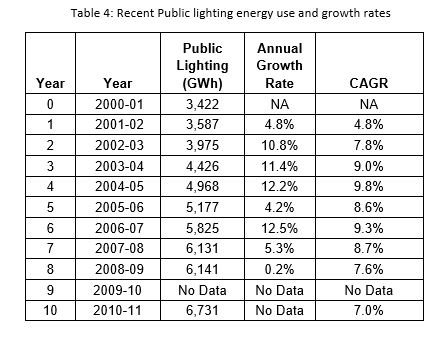 Table 4: Recent Public lighting energy use and growth rates
Year Year Public Lighting (GWh) Annual Growth Rate CAGR
0 2000-01 3,422 NA NA
1 2001-02 3,587 4.8% 4.8%
2 2002-03 3,975 10.8% 7.8%
3 2003-04 4,426 11.4% 9.0%
4 2004-05 4,968 12.2% 9.8%
5 2005-06 5,177 4.2% 8.6%
6 2006-07 5,825 12.5% 9.3%
7 2007-08 6,131 5.3% 8.7%
8 2008-09 6,141 0.2% 7.6%
9 2009-10 No Data No Data No Data
10 2010-11 6,731 No Data 7.0%